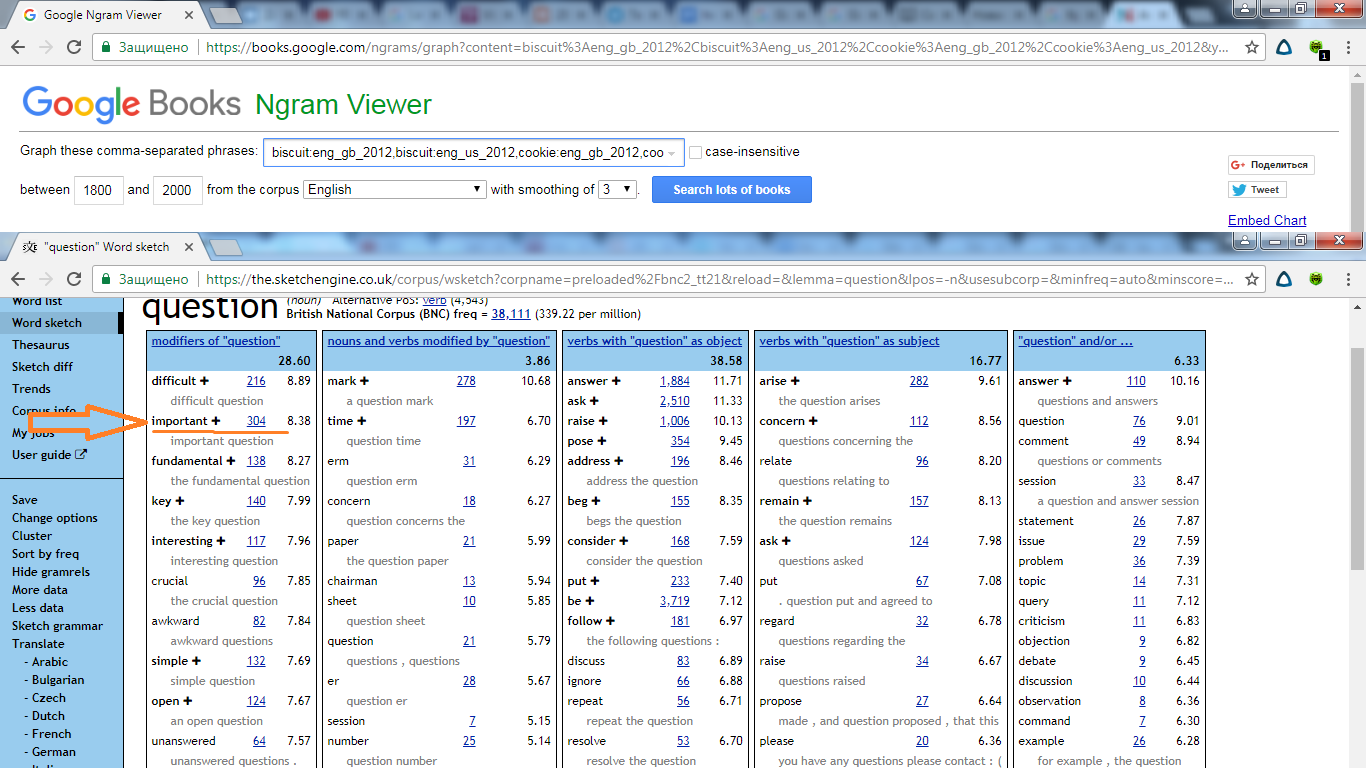 Google Ngram Viewer
Защищено https://books.google.com/ngrams/graph?content=biscuit%3Aeng_gb_2012%2Cbiscuit%3Aeng_us_2012%2Ccookie%3Aeng_gb_2012%2Ccookie%3Aeng_us_2012&y...
1
Google Books Ngram Viewer
Graph these comma-separated phrases: biscuit:eng_gb_2012,biscuit:eng_us_2012,cookie:eng_gb_2012,coo case-insensitive
between 1800 and 2000 from the corpus English with smoothing of 3 . Search lots of books
G+ Поделиться
Tweet
Embed Chart
"question" Word sketch
Защищено https://the.sketchengine.co.uk/corpus/wsketch?corpname=preloaded%2Fbnc2_tt21&reload=&lemma=question&lpos=-n&usesubcorp=&minfreq=auto&minscore=...
Word list
Word sketch
Thesaurus
Sketch diff
Trends
Corpus info
My jobs
User guide
Save
Change options
Cluster
Sort by freq
Hide gramrels
More data
Less data
Sketch grammar
Translate
- Arabic
- Bulgarian
- Czech
- Dutch
- French
- German
question (noun) Alternative PoS: verb (4,543)
British National Corpus (BNC) freq = 38,111 (339.22 per million)
modifiers of "question"
28.60
difficult + 216 8.89
difficult question
important + 304 8.38
important question
fundamental + 138 8.27
the fundamental question
key + 140 7.99
the key question
interesting + 117 7.96
interesting question
crucial 96 7.85
the crucial question
awkward 82 7.84
awkward questions
simple + 132 7.69
simple question
open + 124 7.67
an open question
unanswered 64 7.57
unanswered questions .
nouns and verbs modified by "question"
3.86
mark + 278 10.68
a question mark
time + 197 6.70
question time
erm 31 6.29
question erm
concern 18 6.27
question concerns the
paper 21 5.99
the question paper
chairman 13 5.94
sheet 10 5.85
question sheet
question 21 5.79
questions , questions
er 28 5.67
question er
session 7 5.15
number 25 5.14
question number
verbs with "question" as object
38.58
answer + 1,884 11.71
ask + 2,510 11.33
raise + 1,006 10.13
pose + 354 9.45
address + 196 8.46
address the question
beg + 155 8.35
begs the question
consider + 168 7.59
consider the question
put + 233 7.40
be + 3,719 7.12
follow + 181 6.97
the following questions :
discuss 83 6.89
ignore 66 6.88
repeat 56 6.71
repeat the question
resolve 53 6.70
resolve the question
verbs with "question" as subject
16.77
arise + 282 9.61
the question arises
concern + 112 8.56
questions concerning the
relate 96 8.20
questions relating to
remain + 157 8.13
the question remains
ask + 124 7.98
questions asked
put 67 7.08
. question put and agreed to
regard 32 6.78
questions regarding the
raise 34 6.67
questions raised
propose 27 6.64
made , and question proposed , that this
please 20 6.36
you have any questions please contact : (
"question" and/or ...
6.33
answer + 110 10.16
questions and answers
question 76 9.01
comment 49 8.94
questions or comments
session 33 8.47
a question and answer session
statement 26 7.87
issue 29 7.59
problem 36 7.39
topic 14 7.31
query 11 7.12
criticism 11 6.83
objection 9 6.82
debate 9 6.45
discussion 10 6.44
observation 8 6.36
command 7 6.30
example 26 6.28
for example , the question